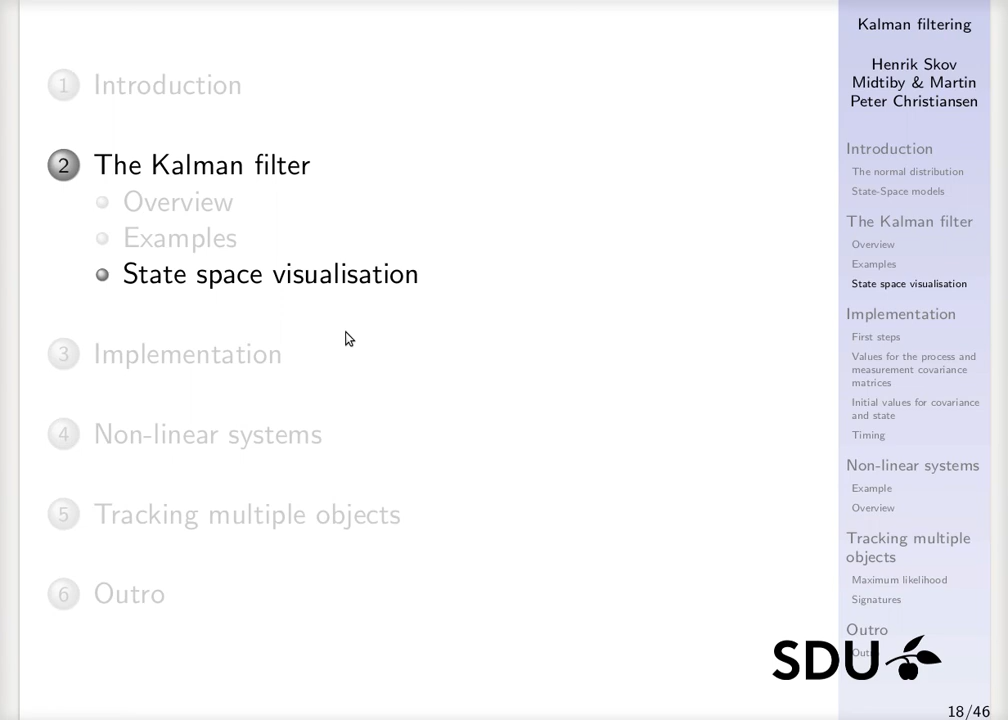 1 Introduction
2 The Kalman filter
Overview
Examples
State space visualisation
3 Implementation
4 Non-linear systems
5 Tracking multiple objects
6 Outro
Kalman filtering
Henrik Skov
Midtiby & Martin
Peter Christiansen
Introduction
The normal distribution
State-Space models
The Kalman filter
Overview
Examples
State space visualisation
Implementation
First steps
Values for the process and
measurement covariance
matrices
Initial values for covariance
and state
Timing
Non-linear systems
Example
Overview
Tracking multiple
objects
Maximum likelihood
Signatures
Outro
SDU
18/46